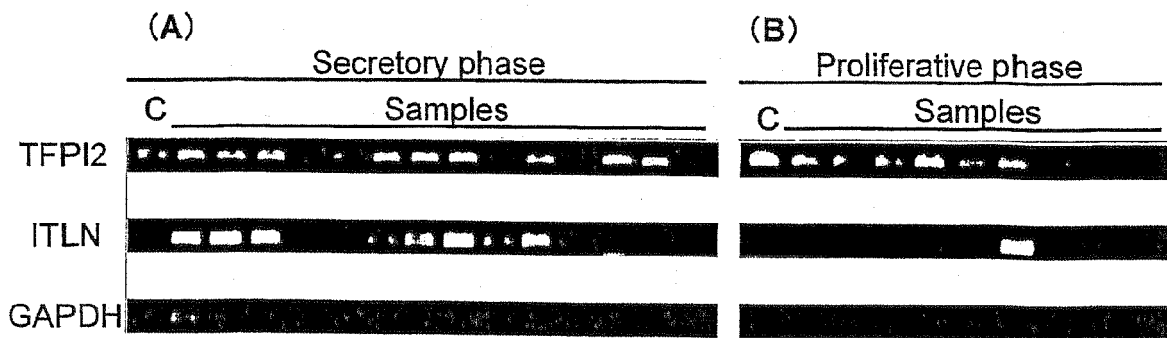 (A) (B)
Secretory phase Proliferative phase
C Samples C Samples
TFPI2
ITLN
GAPDH